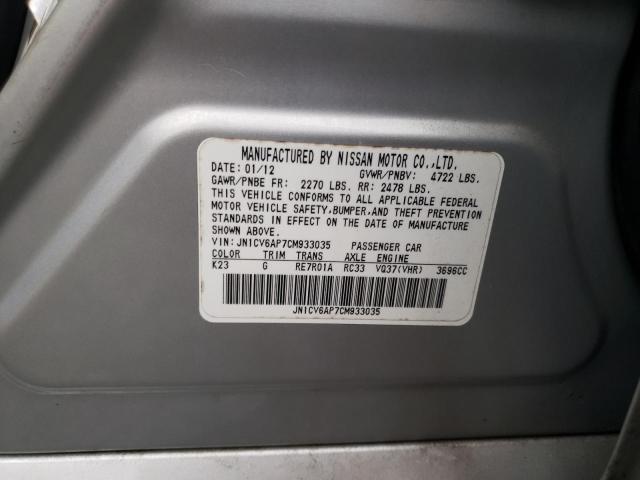 MANUFACTURED BY NISSAN MOTOR CO.,LTD.
DATE: 01/12 GVWR/PNBV: 4722 LBS.
GAWR/PNBE FR: 2270 LBS. RR: 2478 LBS.
THIS VEHICLE CONFORMS TO ALL APPLICABLE FEDERAL
MOTOR VEHICLE SAFETY,BUMPER,AND THEFT PREVENTION
STANDARDS IN EFFECT ON THE DATE OF MANUFACTURE
SHOWN ABOVE.
VIN: JN1CV6AP7CM933035 PASSENGER CAR
COLOR TRIM TRANS AXLE ENGINE
K23 G RE7R01A RC33 VQ37(VHR) 3696CC
JN1CV6AP7CM933035